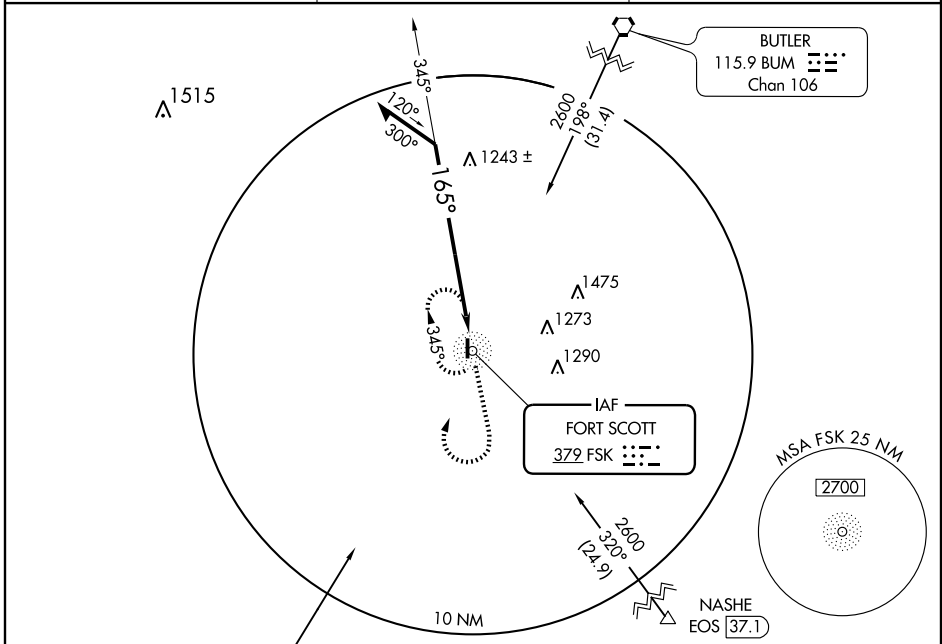 BUTLER
115.9 BUM
Chan 106
2600
198°
(31.4)
345°
120°
300°
165°
1515
1243 ±
1475
1273
1290
345°
IAF
FORT SCOTT
379 FSK
MSA FSK 25 NM
2700
2600
320°
(24.9)
NASHE
EOS 37.1
10 NM